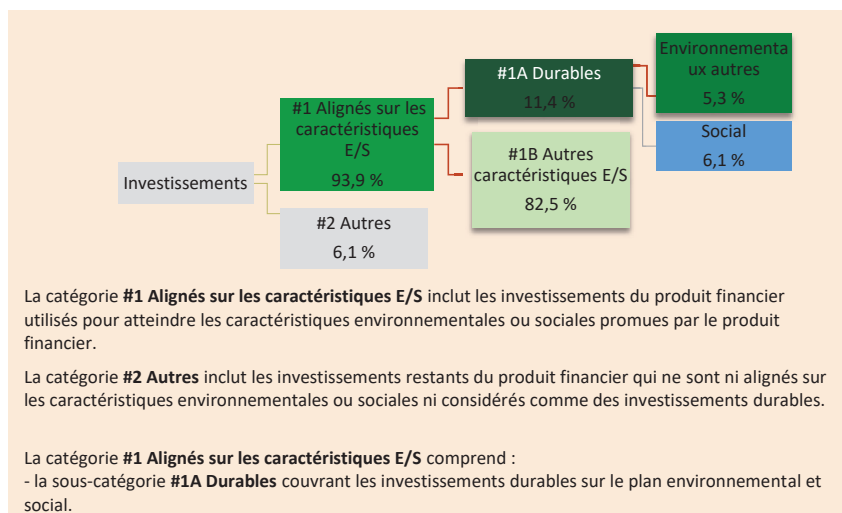 Investissements
#1 Alignés sur les
caractéristiques
E/S
93,9 %
#2 Autres
6,1 %
#1A Durables
11,4 %
#1B Autres
caractéristiques E/S
82,5 %
Environnementa
ux autres
5,3 %
Social
6,1 %
La catégorie #1 Alignés sur les caractéristiques E/S inclut les investissements du produit financier
utilisés pour atteindre les caractéristiques environnementales ou sociales promues par le produit
financier.
La catégorie #2 Autres inclut les investissements restants du produit financier qui ne sont ni alignés sur
les caractéristiques environnementales ou sociales ni considérés comme des investissements durables.
La catégorie #1 Alignés sur les caractéristiques E/S comprend :
- la sous-catégorie #1A Durables couvrant les investissements durables sur le plan environnemental et
social.